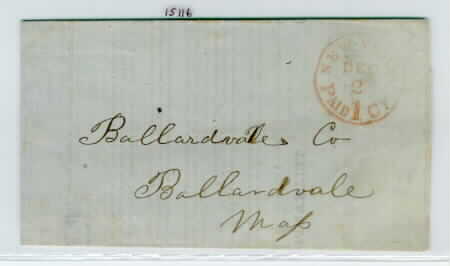 15116
DEC
2
PAID 1 CT
Ballardvale Co
Ballardvale
Mass